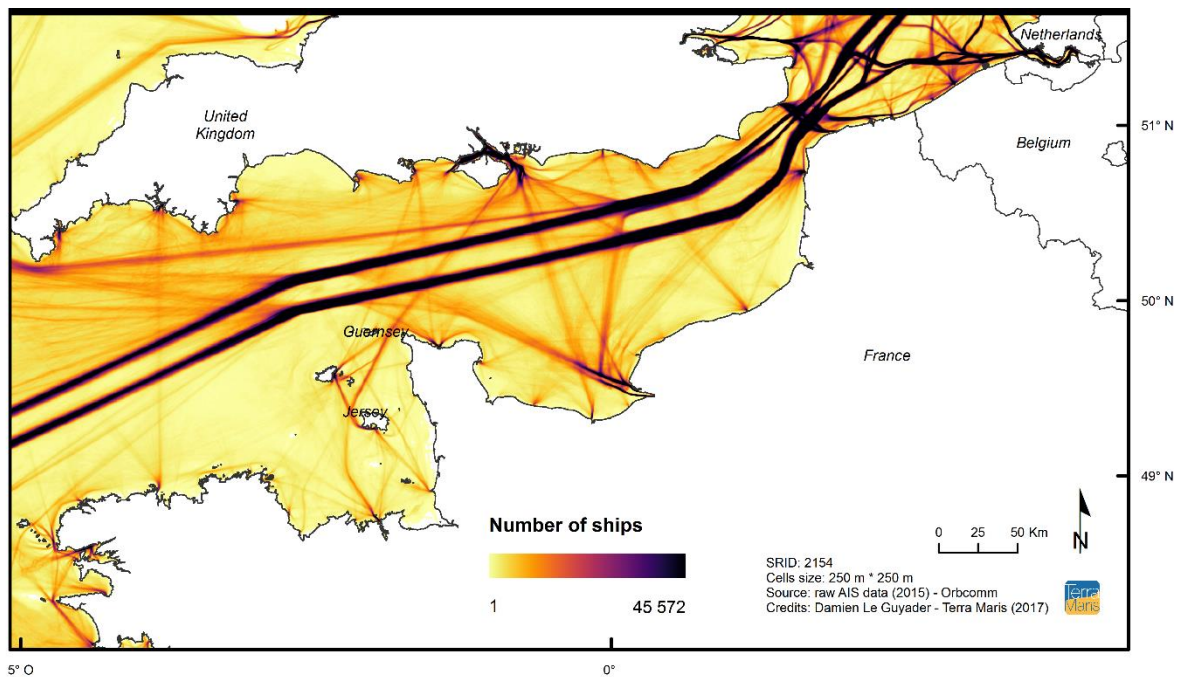 Netherlands
United
Kingdom
51° N
Belgium
50° N
Guernsey
France
Jersey
49° N
Number of ships
0 25 50 Km
N
SRID: 2154
Cells size: 250 m * 250 m
Source: raw AIS data (2015) - Orbcomm
Credits: Damien Le Guyader - Terra Maris (2017)
Terra
Maris
1 45 572
5° O 0°